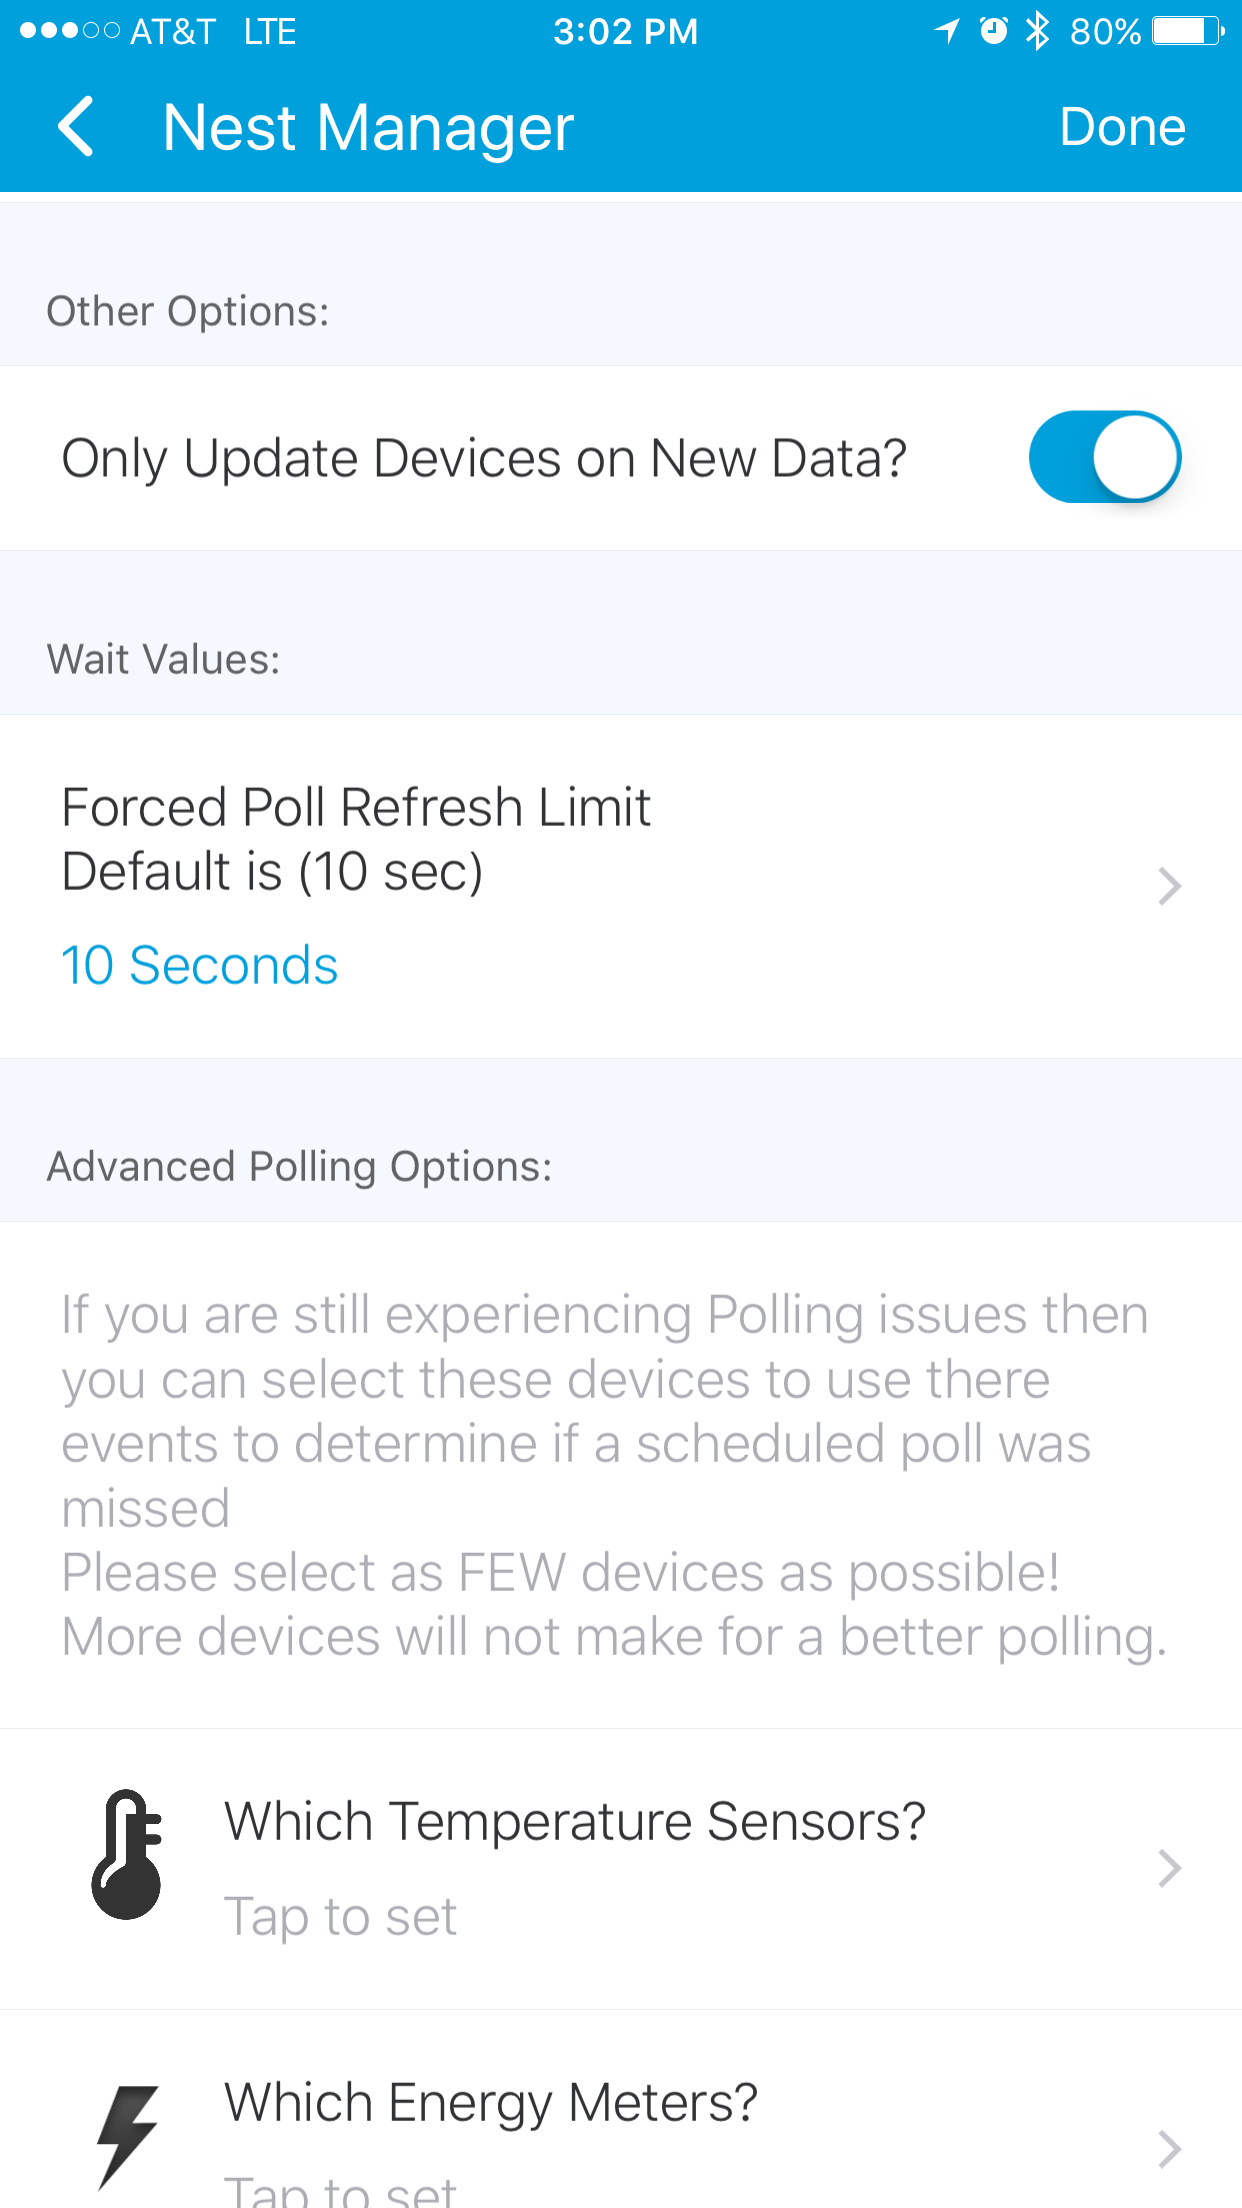 AT&T LTE 3:02 PM 80%
Nest Manager Done
Other Options:
Only Update Devices on New Data?
Wait Values:
Forced Poll Refresh Limit
Default is (10 sec)
10 Seconds
Advanced Polling Options:
If you are still experiencing Polling issues then
you can select these devices to use there
events to determine if a scheduled poll was
missed
Please select as FEW devices as possible!
More devices will not make for a better polling.
Which Temperature Sensors?
Tap to set
Which Energy Meters?
Tap to set